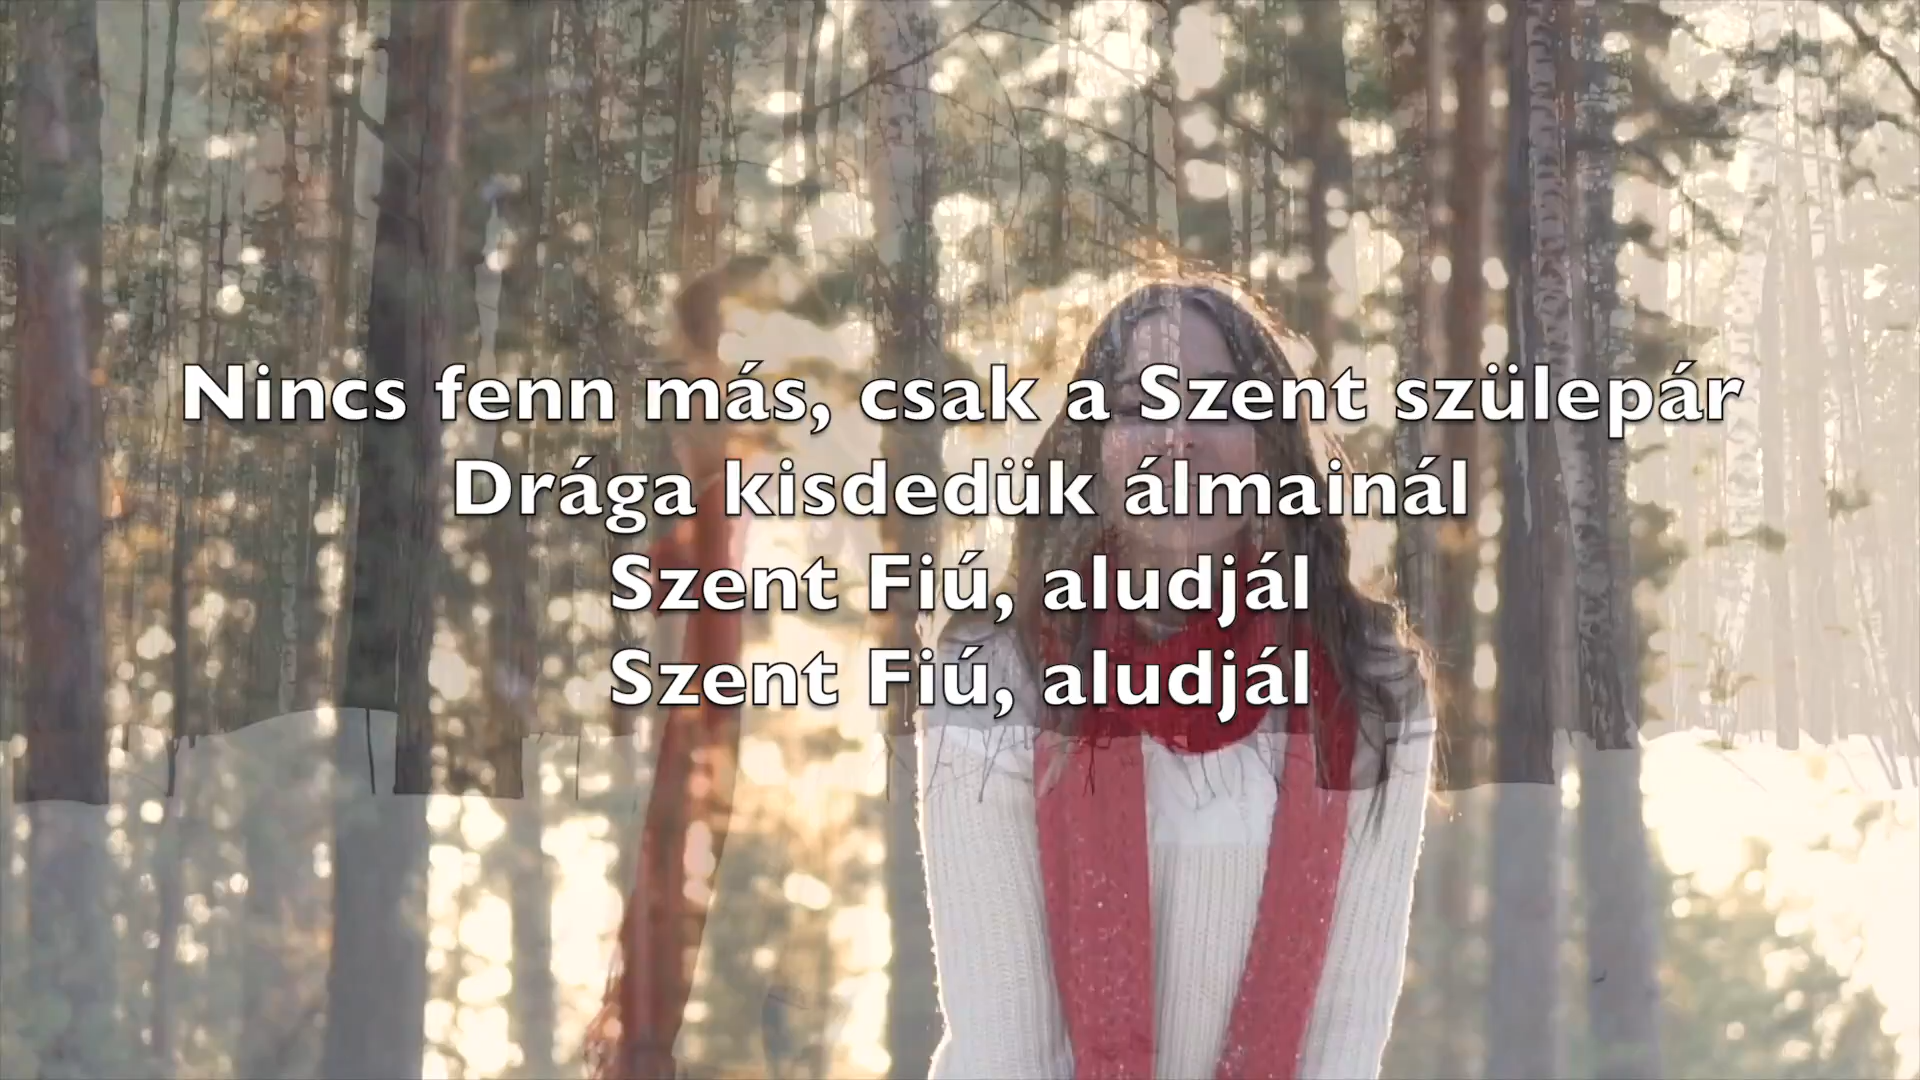 Nincs fenn más, csak a Szent szülepár
Drága kisdedük álmainál
Szent Fiú, aludjál
Szent Fiú, aludjál